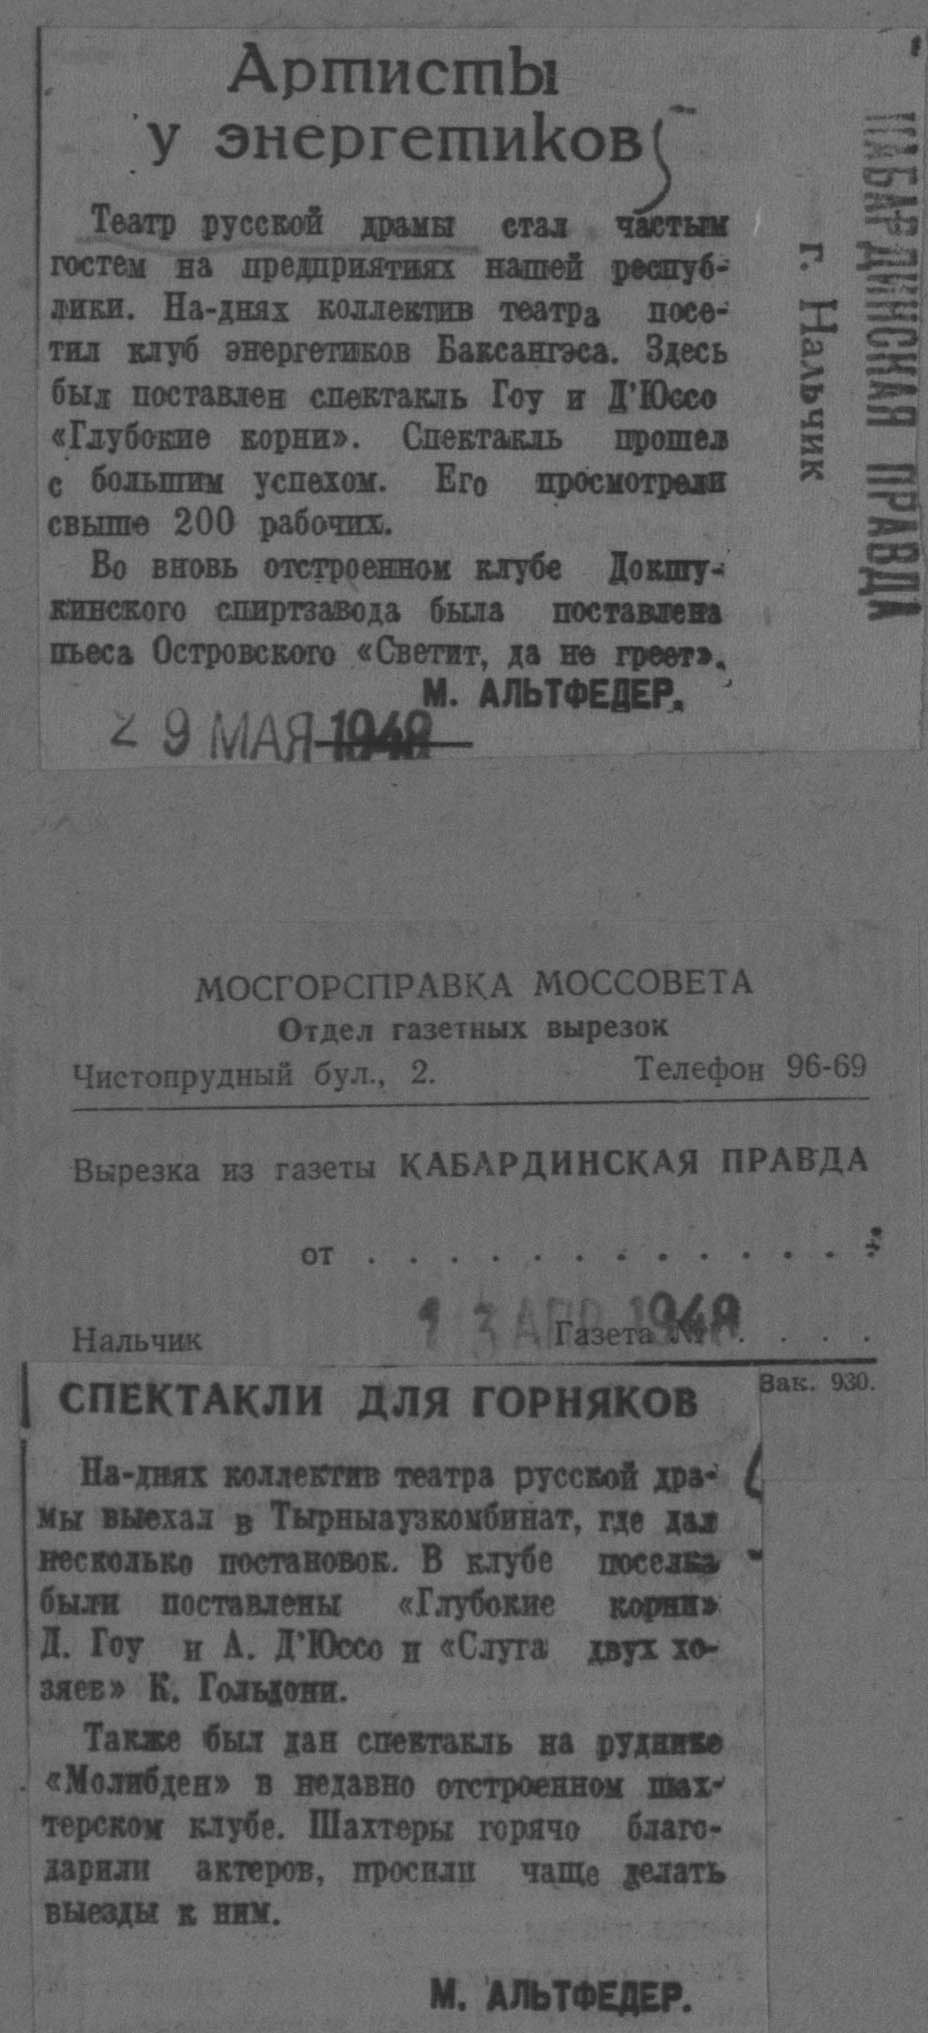 Артисты
у энергетиков
Театр русской драмы стал частым
гостем на предприятиях нашей респуб-
лики. На-днях коллектив театра посе-
тил клуб энергетиков Баксангэса. Здесь
был поставлен спектакль Гоу и Д'Юссо
«Глубокие корни». Спектакль прошел
с большим успехом. Его просмотрели
свыше 200 рабочих.
Во вновь отстроенном клубе Докшу-
кинского спиртзавода была поставлена
пьеса Островского «Светит, да не греет».
М. АЛЬТФЕДЕР.
29 МАЯ 1948
КАБАРДИНСКАЯ ПРАВДА
г. Нальчик
МОСГОРСПРАВКА МОССОВЕТА
Отдел газетных вырезок
Чистопрудный бул., 2. Телефон 96-69
Вырезка из газеты КАБАРДИНСКАЯ ПРАВДА
от . . . . . . . . . . . .
13 АПР 1948
Нальчик Газета № . . . . .
Зак. 930.
СПЕКТАКЛИ ДЛЯ ГОРНЯКОВ
На-днях коллектив театра русской дра-
мы выехал в Тырныаузкомбинат, где дал
несколько постановок. В клубе поселка
были поставлены «Глубокие корни»
Д. Гоу и А. Д'Юссо и «Слуга двух хо-
зяев» К. Гольдони.
Также был дан спектакль на руднике
«Молибден» в недавно отстроенном шах-
терском клубе. Шахтеры горячо благо-
дарили актеров, просили чаще делать
выезды к ним.
М. АЛЬТФЕДЕР.